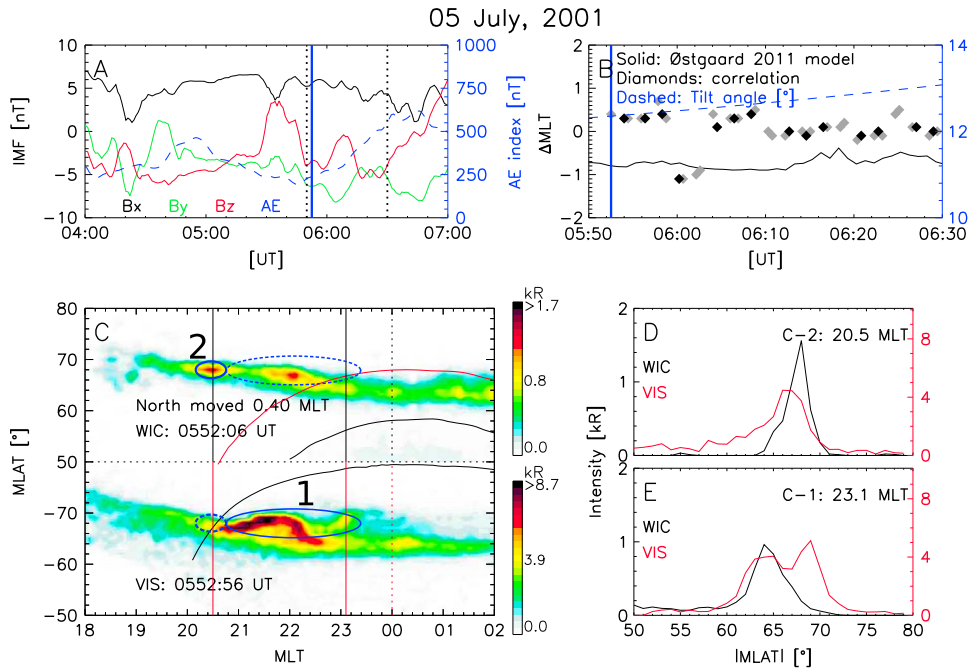 05 July, 2001
A
IMF [nT]
10
5
0
-5
-10
Bx By Bz AE
04:00 05:00 06:00 07:00
[UT]
1000
750
500
250
0
AE index [nT]
B
Solid: Østgaard 2011 model
Diamonds: correlation
Dashed: Tilt angle [°]
ΔMLT
2
1
0
-1
-2
05:50 06:00 06:10 06:20 06:30
[UT]
14
13
12
11
10
C
MLAT [°]
80
70
60
50
-70
-60
-50
2
North moved 0.40 MLT
WIC: 0552:06 UT
1
VIS: 0552:56 UT
18 19 20 21 22 23 00 01 02
MLT
kR
>1.7
0.8
0.0
kR
>8.7
3.9
0.0
D
C-2: 20.5 MLT
WIC
VIS
2
1
0
8
4
0
Intensity [kR]
E
C-1: 23.1 MLT
WIC
VIS
2
1
0
8
4
0
50 55 60 65 70 75 80
|MLAT| [°]